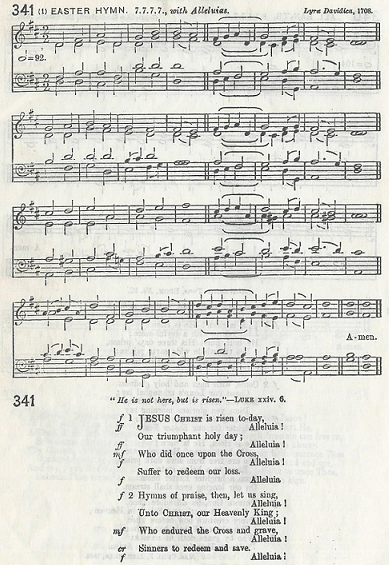 341 (1) EASTER HYMN. 7.7.7.7., with Alleluias. Lyra Davidica, 1708.
=92.
A-men.
341
"He is not here, but is risen."—LUKE xxiv. 6.
f 1 JESUS CHRIST is risen to-day,
ff Alleluia!
Our triumphant holy day;
ff Alleluia!
mf Who did once upon the Cross,
f Alleluia!
Suffer to redeem our loss.
f Alleluia
f 2 Hymns of praise, then, let us sing,
Alleluia!
Unto CHRIST, our Heavenly King;
Alleluia!
mf Who endured the Cross and grave,
Alleluia!
cr Sinners to redeem and save.
f Alleluia!